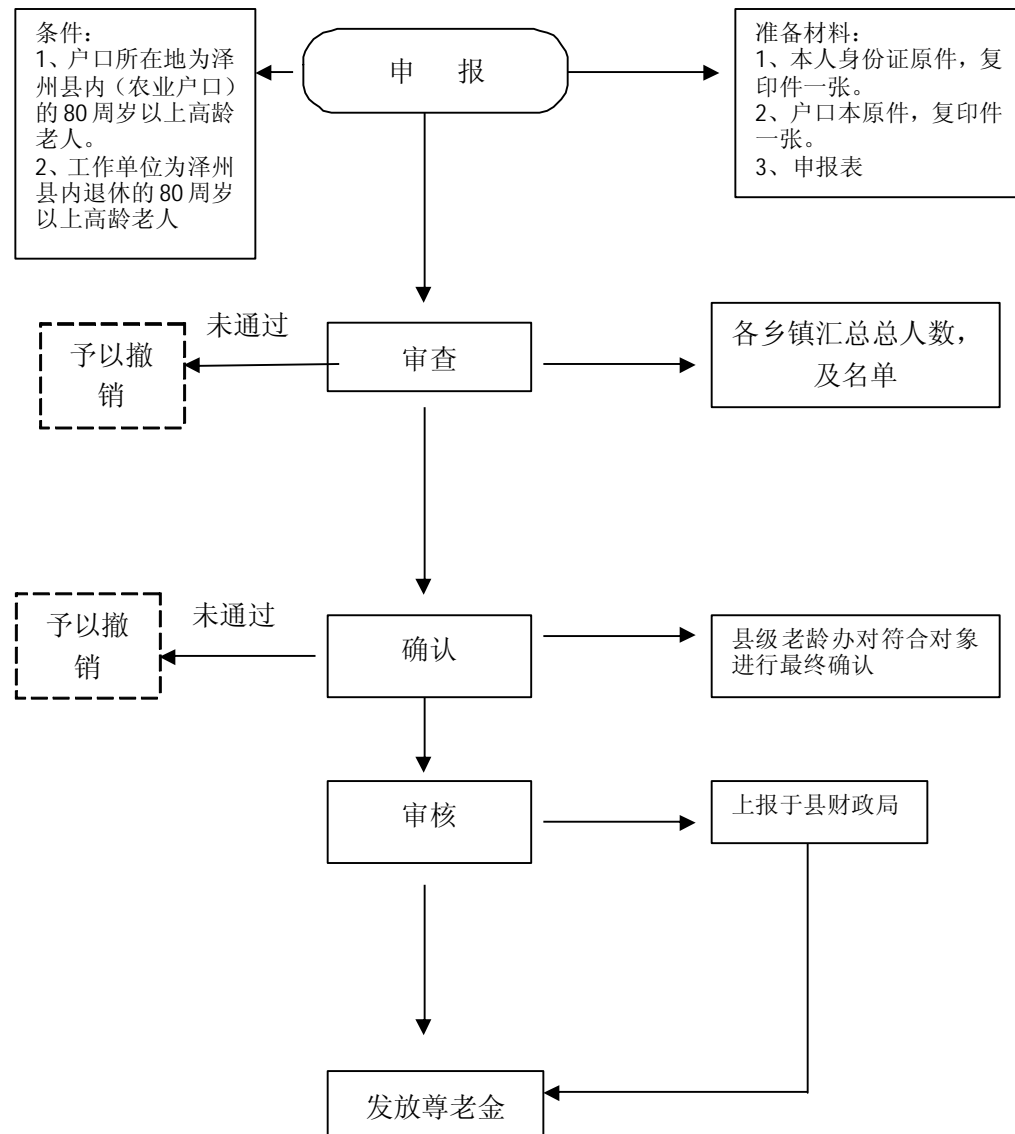 条件：
1、户口所在地为泽
州县内（农业户口）
的80周岁以上高龄
老人。
2、工作单位为泽州
县内退休的80周岁
以上高龄老人
申 报
准备材料：
1、本人身份证原件，复
印件一张。
2、户口本原件，复印件
一张。
3、申报表
未通过
予以撤
销
审查
各乡镇汇总总人数，
及名单
未通过
予以撤
销
确认
县级老龄办对符合对象
进行最终确认
审核
上报于县财政局
发放尊老金